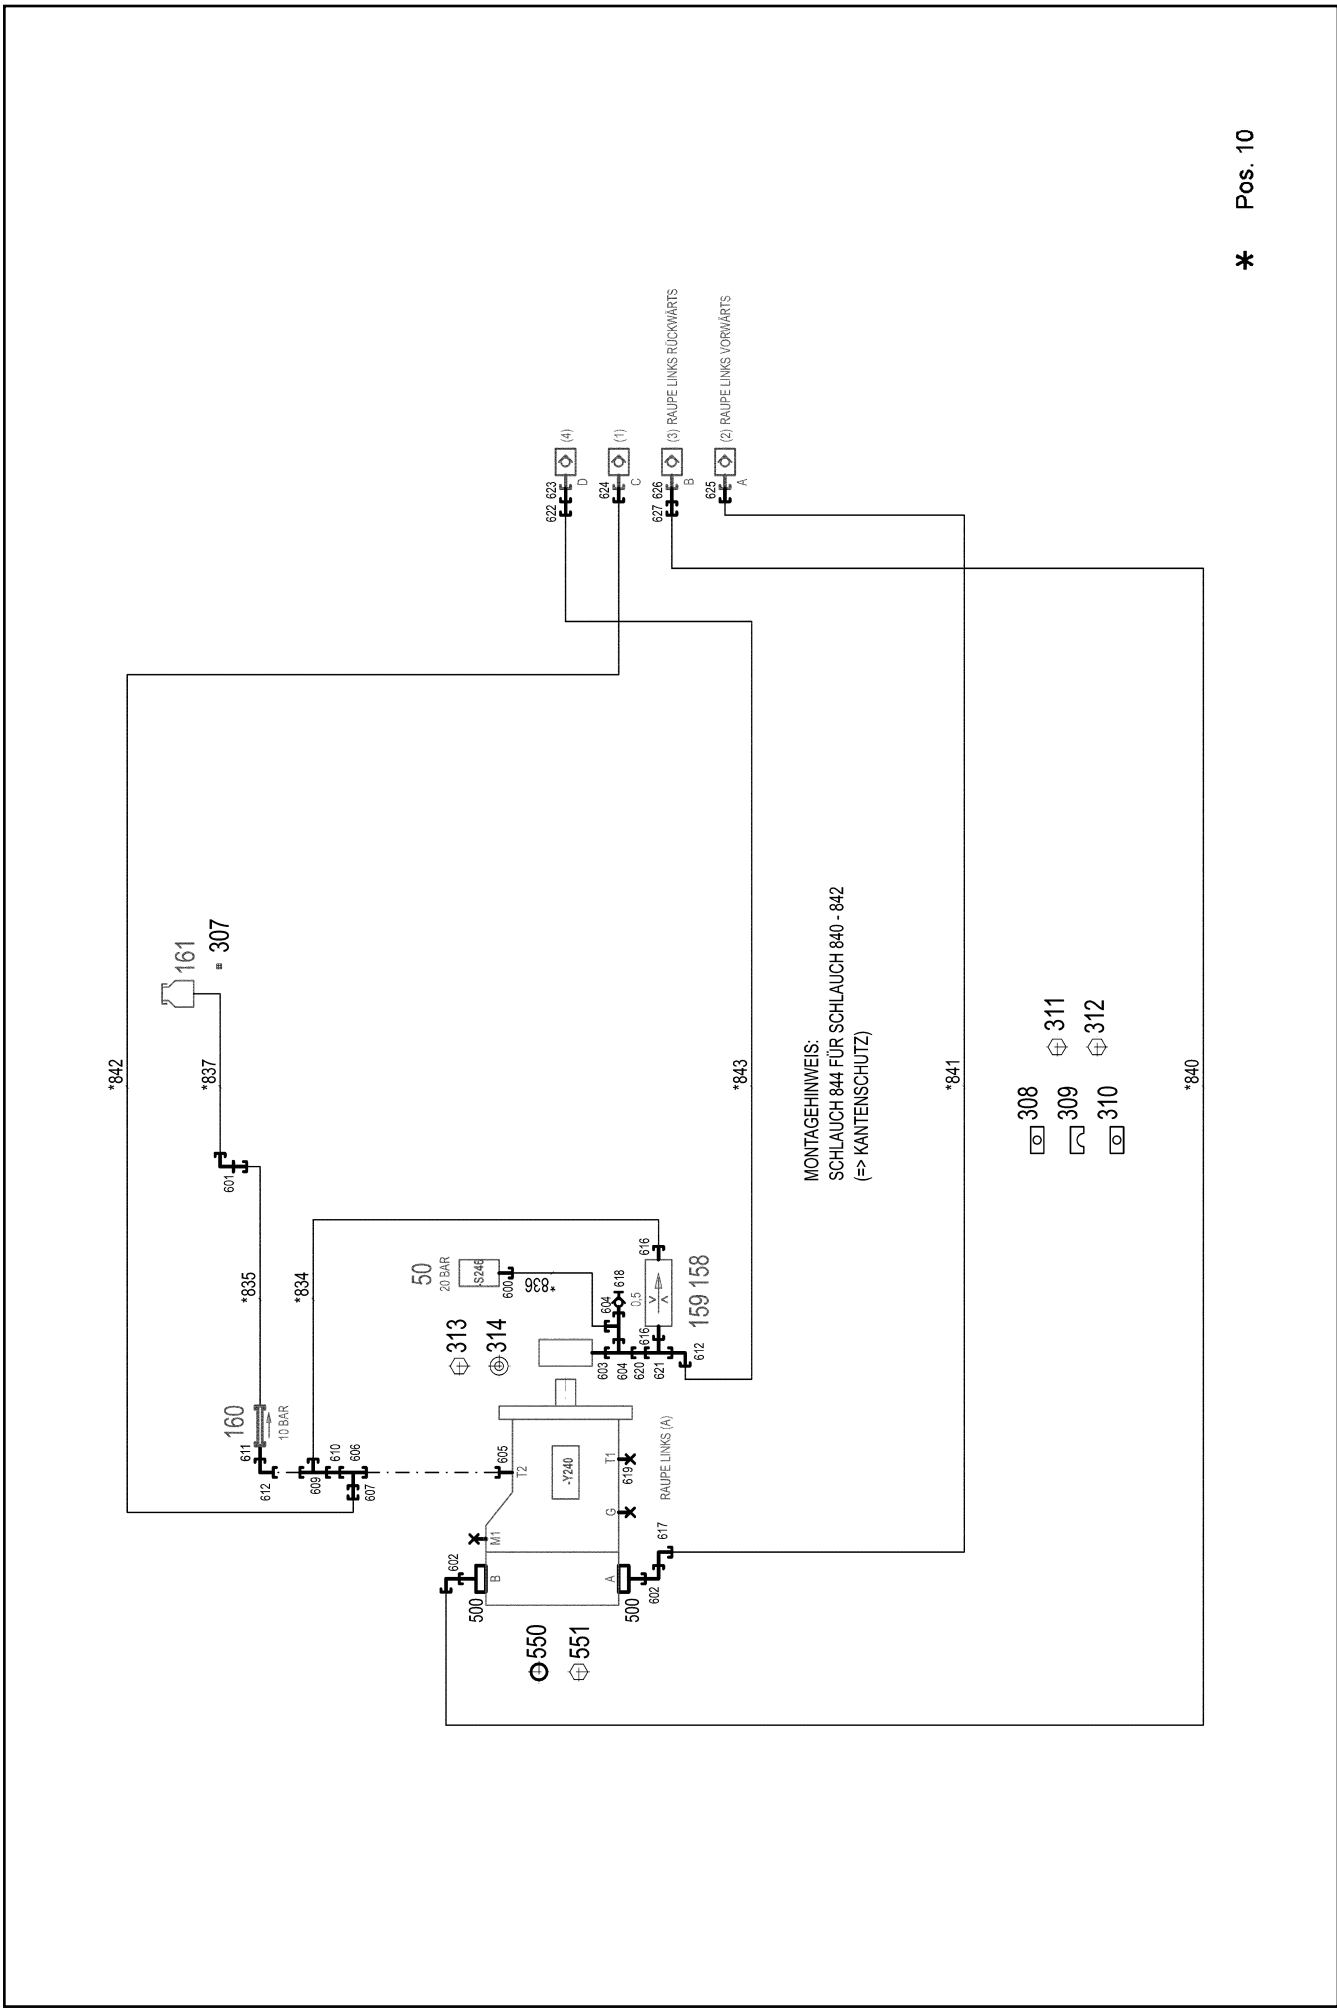 * Pos. 10
*842
161
307
*837
601
*835
*834
160
10 BAR
611
612
609
610
606
607
50
20 BAR
-S246
600
*836
313
314
604
618
0,5
616
159 158
603
604
616
620
621
612
622 623
D
(4)
624
C
(1)
627 626
B
(3) RAUPE LINKS RÜCKWÄRTS
625
A
(2) RAUPE LINKS VORWÄRTS
*843
MONTAGEHINWEIS:
SCHLAUCH 844 FÜR SCHLAUCH 840 - 842
(=> KANTENSCHUTZ)
*841
308
309
310
311
312
*840
605
T2
-Y240
T1
619
G
M1
RAUPE LINKS (A)
602
B
500
A
500
602
617
550
551